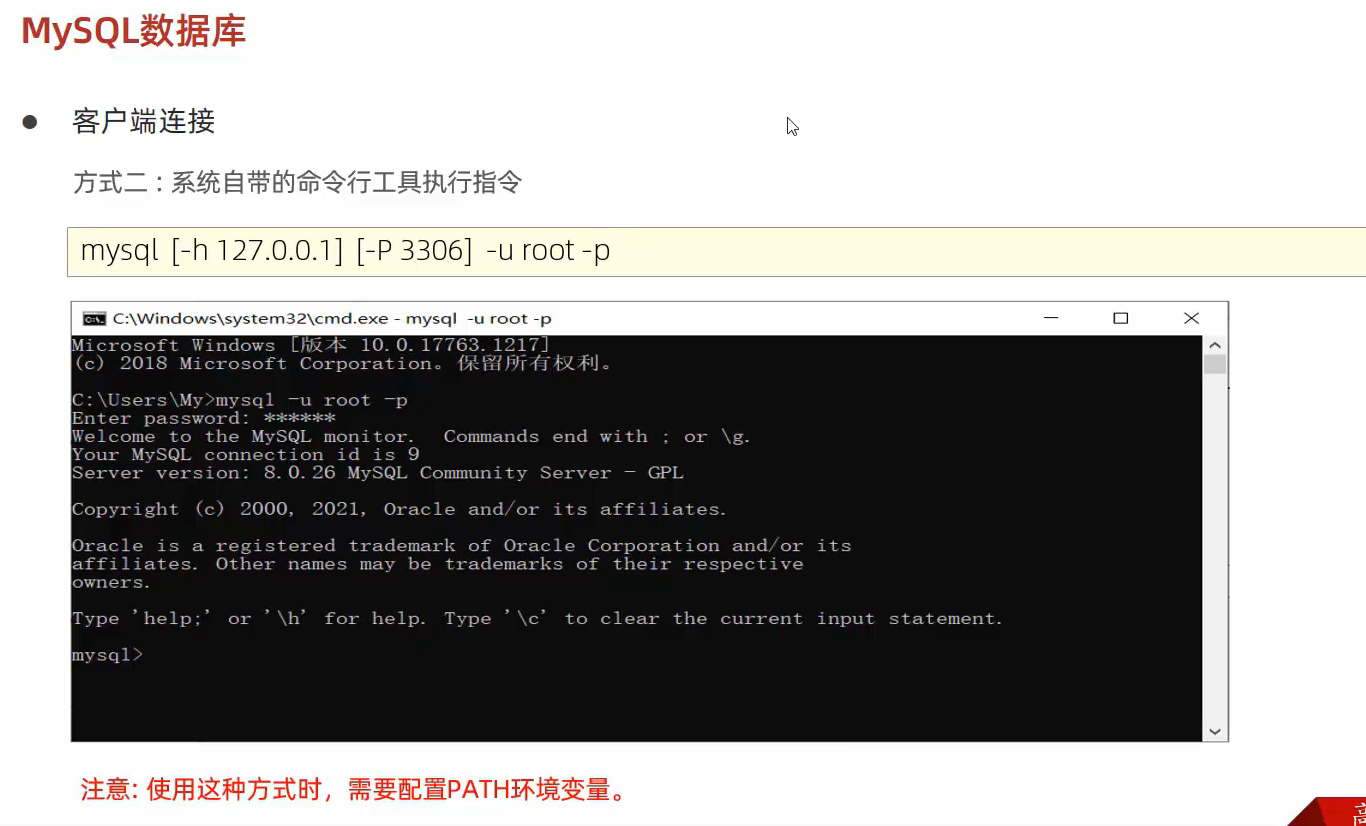 MySQL数据库
● 客户端连接
方式二：系统自带的命令行工具执行指令
mysql [-h 127.0.0.1] [-P 3306] -u root -p
C:\Windows\system32\cmd.exe - mysql -u root -p
Microsoft Windows [版本 10.0.17763.1217]
(c) 2018 Microsoft Corporation。保留所有权利。
C:\Users\My>mysql -u root -p
Enter password: ******
Welcome to the MySQL monitor.  Commands end with ; or \g.
Your MySQL connection id is 9
Server version: 8.0.26 MySQL Community Server - GPL
Copyright (c) 2000, 2021, Oracle and/or its affiliates.
Oracle is a registered trademark of Oracle Corporation and/or its
affiliates. Other names may be trademarks of their respective
owners.
Type 'help;' or '\h' for help. Type '\c' to clear the current input statement.
mysql>
注意: 使用这种方式时，需要配置PATH环境变量。